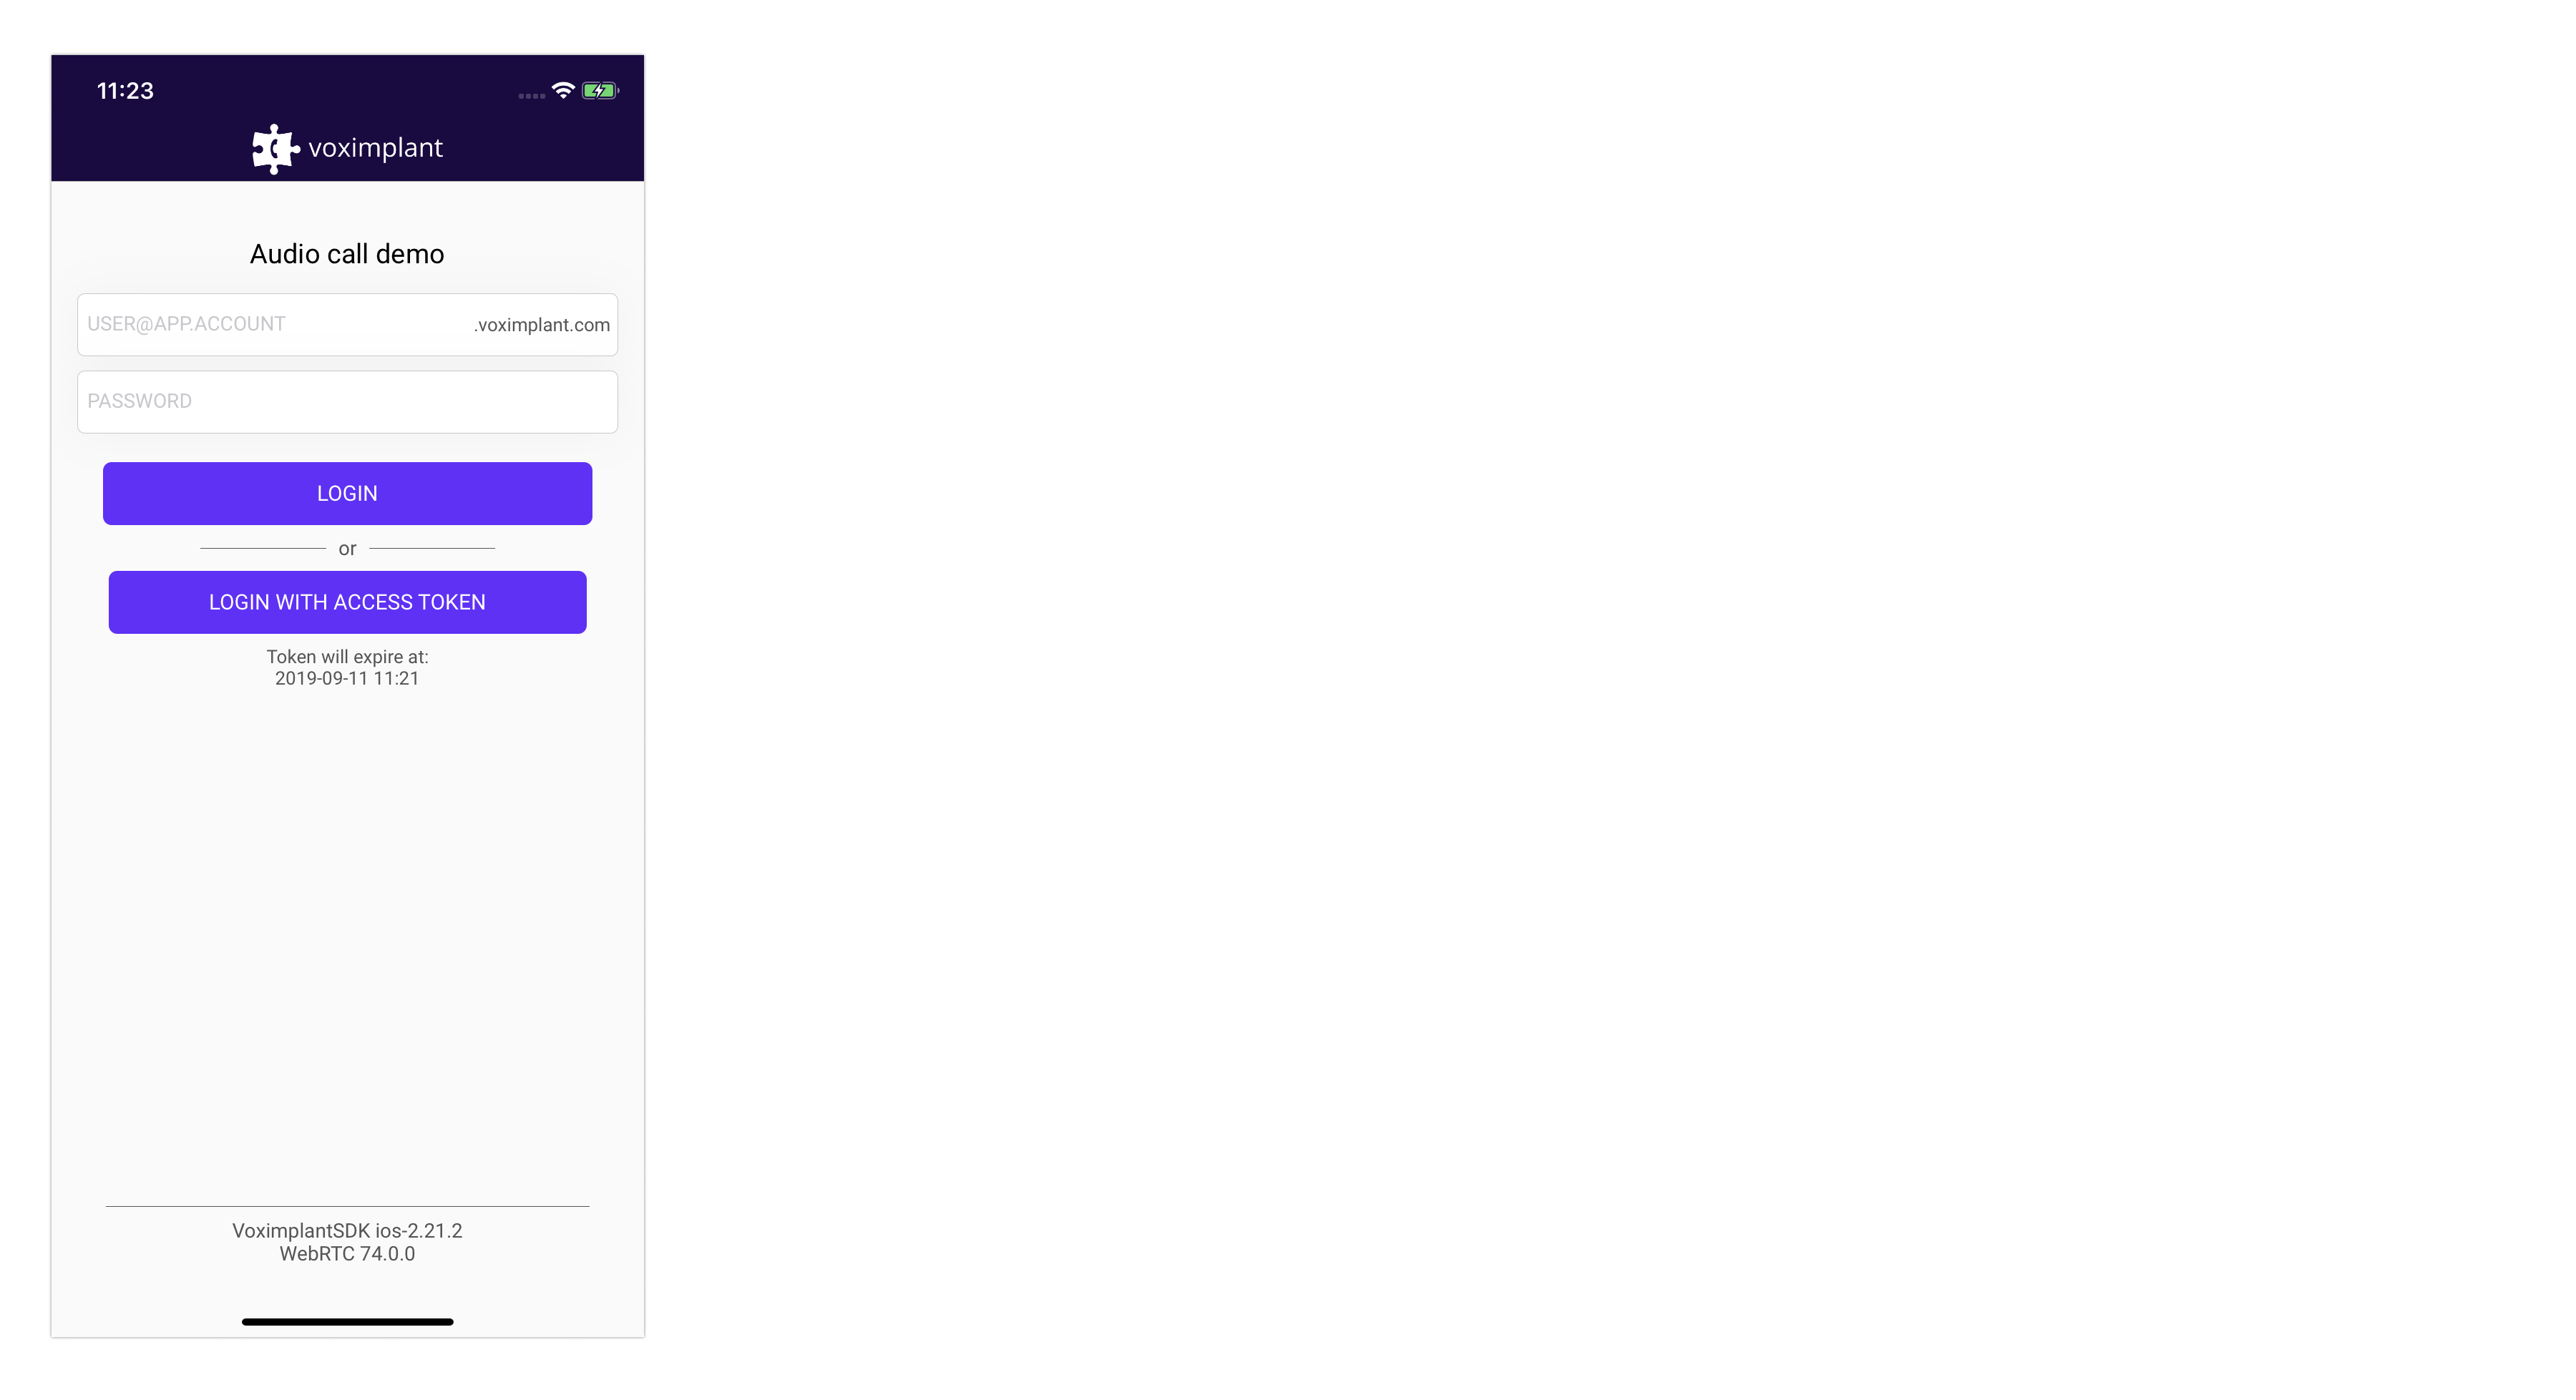 11:23
voximplant
Audio call demo
USER@APP.ACCOUNT .voximplant.com
PASSWORD
LOGIN
or
LOGIN WITH ACCESS TOKEN
Token will expire at:
2019-09-11 11:21
VoximplantSDK ios-2.21.2
WebRTC 74.0.0